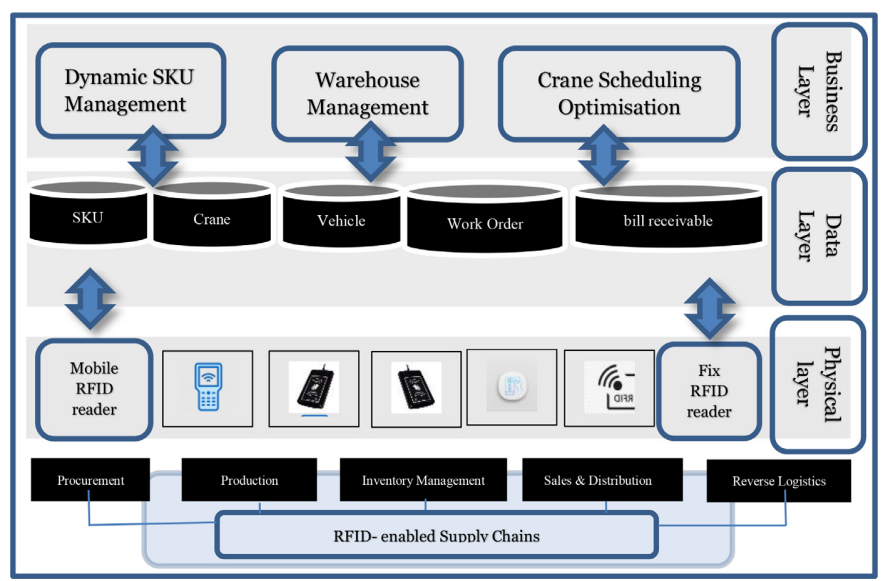 Dynamic SKU
Management
Warehouse
Management
Crane Scheduling
Optimisation
Business
Layer
SKU
Crane
Vehicle
Work Order
bill receivable
Data
Layer
Mobile
RFID
reader
RFID
Fix
RFID
reader
Physical
layer
Procurement
Production
Inventory Management
Sales & Distribution
Reverse Logistics
RFID- enabled Supply Chains